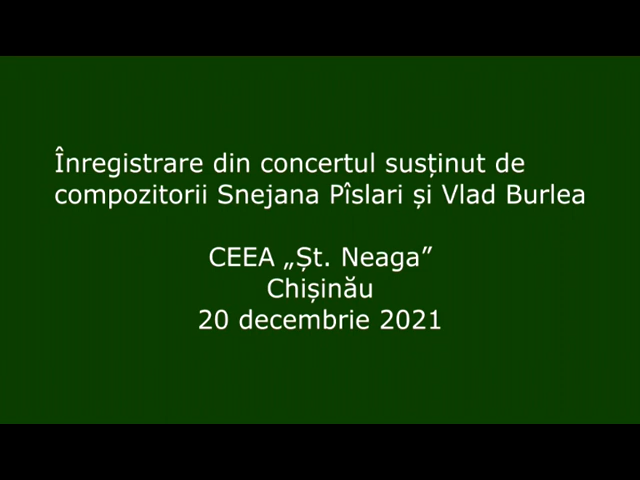 Înregistrare din concertul susținut de
compozitorii Snejana Pîslari și Vlad Burlea
CEEA „Șt. Neaga”
Chișinău
20 decembrie 2021